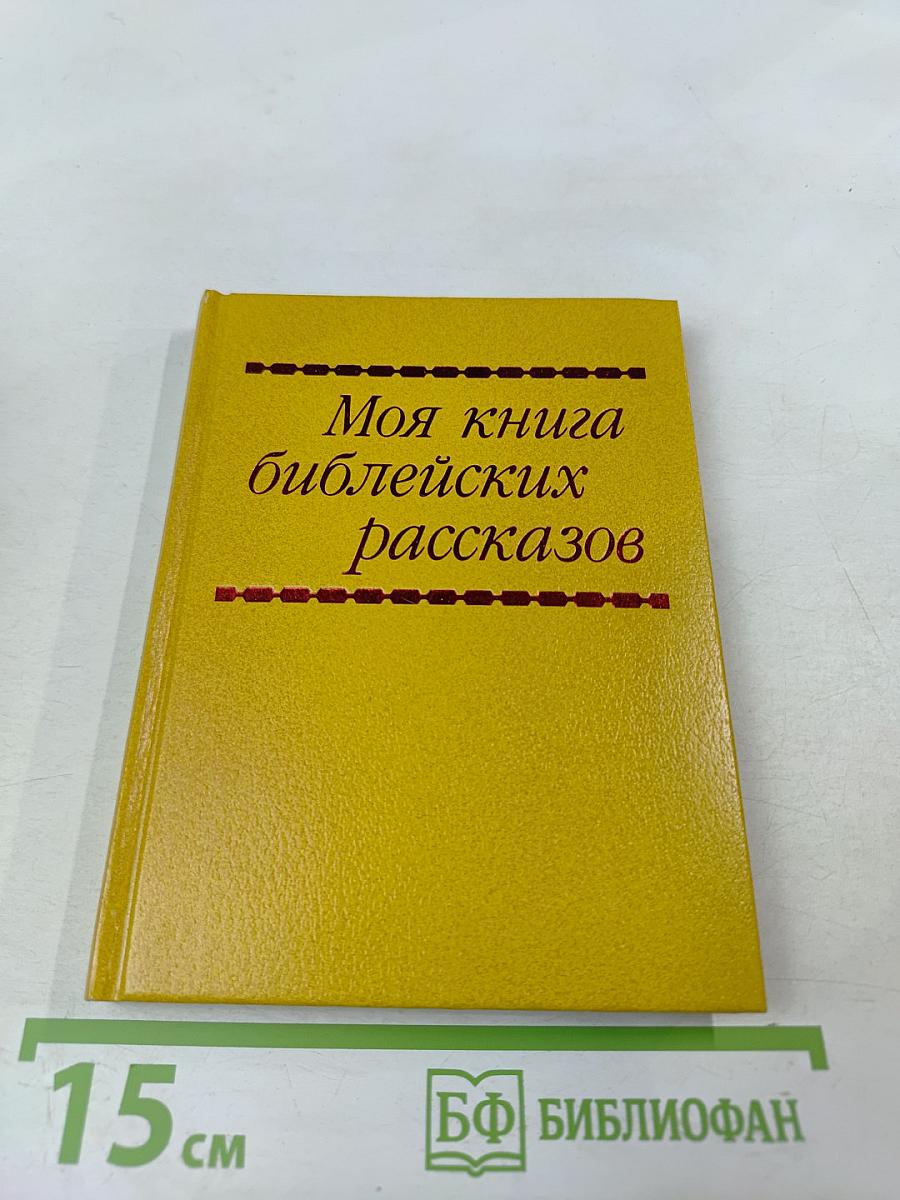 Моя книга
библейских
рассказов
15 см
БФ БИБЛИОФАН